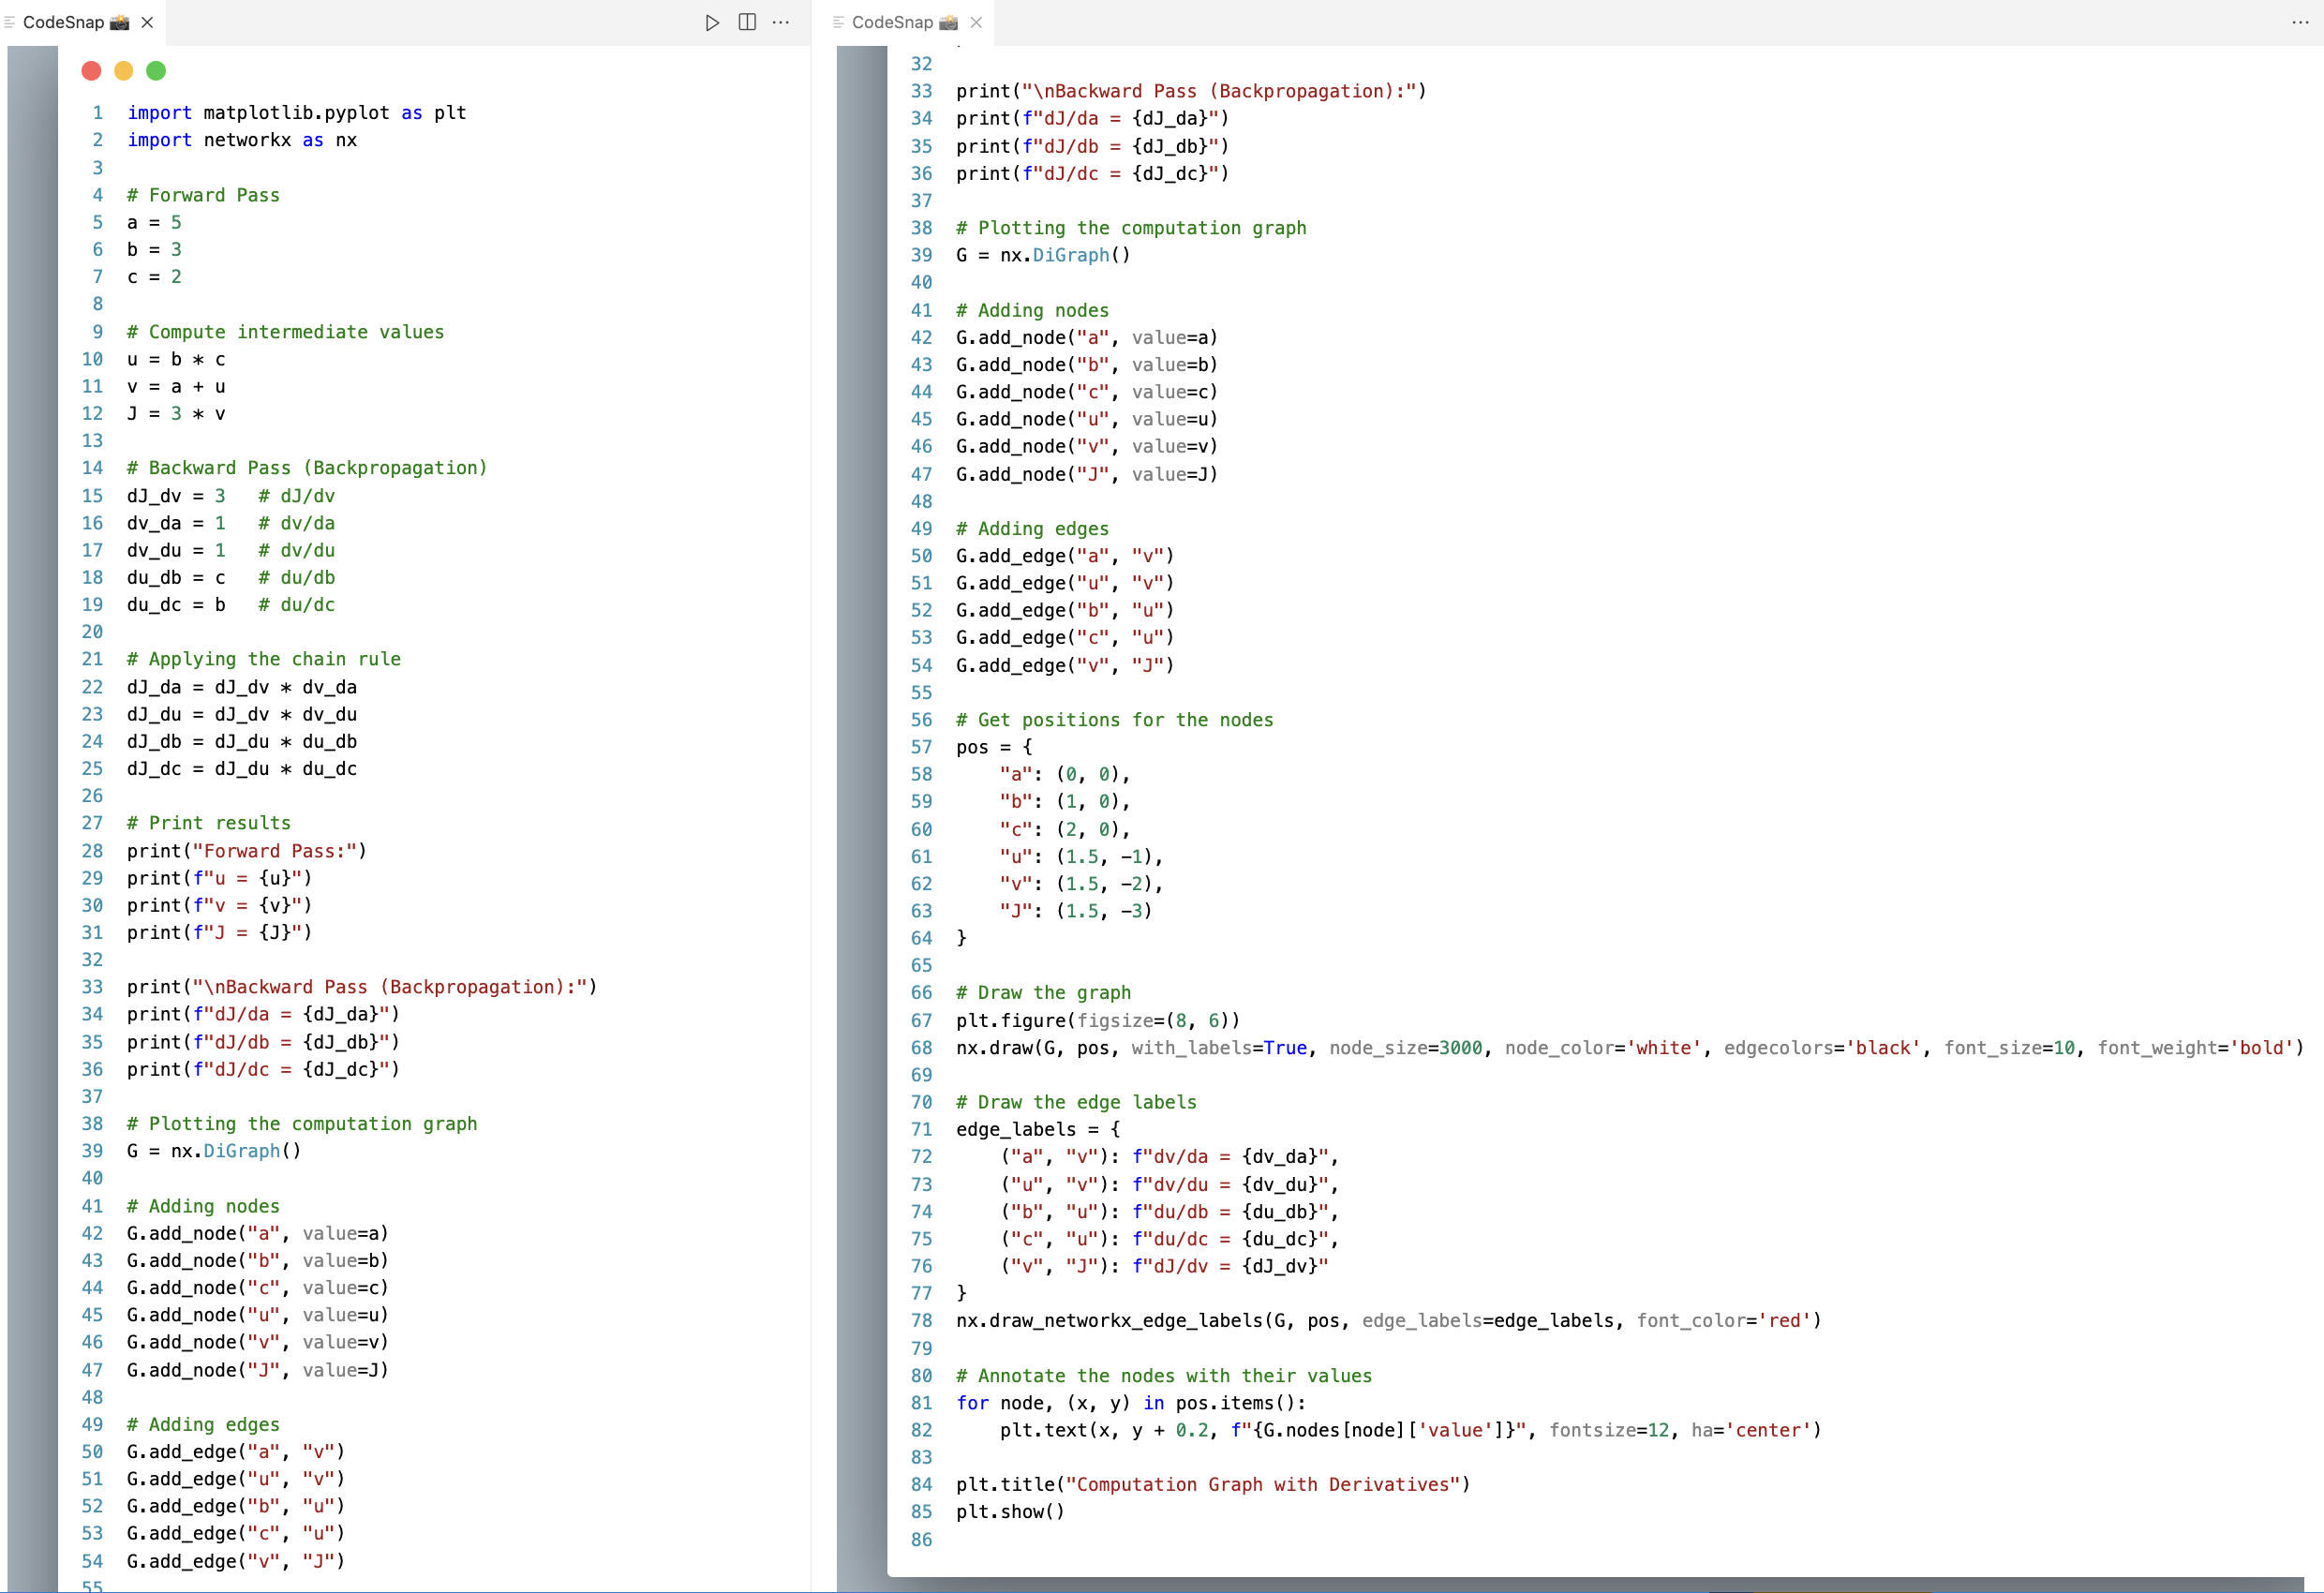 CodeSnap 📸
1 import matplotlib.pyplot as plt
2 import networkx as nx
3
4 # Forward Pass
5 a = 5
6 b = 3
7 c = 2
8
9 # Compute intermediate values
10 u = b * c
11 v = a + u
12 J = 3 * v
13
14 # Backward Pass (Backpropagation)
15 dJ_dv = 3   # dJ/dv
16 dv_da = 1   # dv/da
17 dv_du = 1   # dv/du
18 du_db = c   # du/db
19 du_dc = b   # du/dc
20
21 # Applying the chain rule
22 dJ_da = dJ_dv * dv_da
23 dJ_du = dJ_dv * dv_du
24 dJ_db = dJ_du * du_db
25 dJ_dc = dJ_du * du_dc
26
27 # Print results
28 print("Forward Pass:")
29 print(f"u = {u}")
30 print(f"v = {v}")
31 print(f"J = {J}")
32
33 print("\nBackward Pass (Backpropagation):")
34 print(f"dJ/da = {dJ_da}")
35 print(f"dJ/db = {dJ_db}")
36 print(f"dJ/dc = {dJ_dc}")
37
38 # Plotting the computation graph
39 G = nx.DiGraph()
40
41 # Adding nodes
42 G.add_node("a", value=a)
43 G.add_node("b", value=b)
44 G.add_node("c", value=c)
45 G.add_node("u", value=u)
46 G.add_node("v", value=v)
47 G.add_node("J", value=J)
48
49 # Adding edges
50 G.add_edge("a", "v")
51 G.add_edge("u", "v")
52 G.add_edge("b", "u")
53 G.add_edge("c", "u")
54 G.add_edge("v", "J")
55
CodeSnap 📸
32
33 print("\nBackward Pass (Backpropagation):")
34 print(f"dJ/da = {dJ_da}")
35 print(f"dJ/db = {dJ_db}")
36 print(f"dJ/dc = {dJ_dc}")
37
38 # Plotting the computation graph
39 G = nx.DiGraph()
40
41 # Adding nodes
42 G.add_node("a", value=a)
43 G.add_node("b", value=b)
44 G.add_node("c", value=c)
45 G.add_node("u", value=u)
46 G.add_node("v", value=v)
47 G.add_node("J", value=J)
48
49 # Adding edges
50 G.add_edge("a", "v")
51 G.add_edge("u", "v")
52 G.add_edge("b", "u")
53 G.add_edge("c", "u")
54 G.add_edge("v", "J")
55
56 # Get positions for the nodes
57 pos = {
58     "a": (0, 0),
59     "b": (1, 0),
60     "c": (2, 0),
61     "u": (1.5, -1),
62     "v": (1.5, -2),
63     "J": (1.5, -3)
64 }
65
66 # Draw the graph
67 plt.figure(figsize=(8, 6))
68 nx.draw(G, pos, with_labels=True, node_size=3000, node_color='white', edgecolors='black', font_size=10, font_weight='bold')
69
70 # Draw the edge labels
71 edge_labels = {
72     ("a", "v"): f"dv/da = {dv_da}",
73     ("u", "v"): f"dv/du = {dv_du}",
74     ("b", "u"): f"du/db = {du_db}",
75     ("c", "u"): f"du/dc = {du_dc}",
76     ("v", "J"): f"dJ/dv = {dJ_dv}"
77 }
78 nx.draw_networkx_edge_labels(G, pos, edge_labels=edge_labels, font_color='red')
79
80 # Annotate the nodes with their values
81 for node, (x, y) in pos.items():
82     plt.text(x, y + 0.2, f"{G.nodes[node]['value']}", fontsize=12, ha='center')
83
84 plt.title("Computation Graph with Derivatives")
85 plt.show()
86